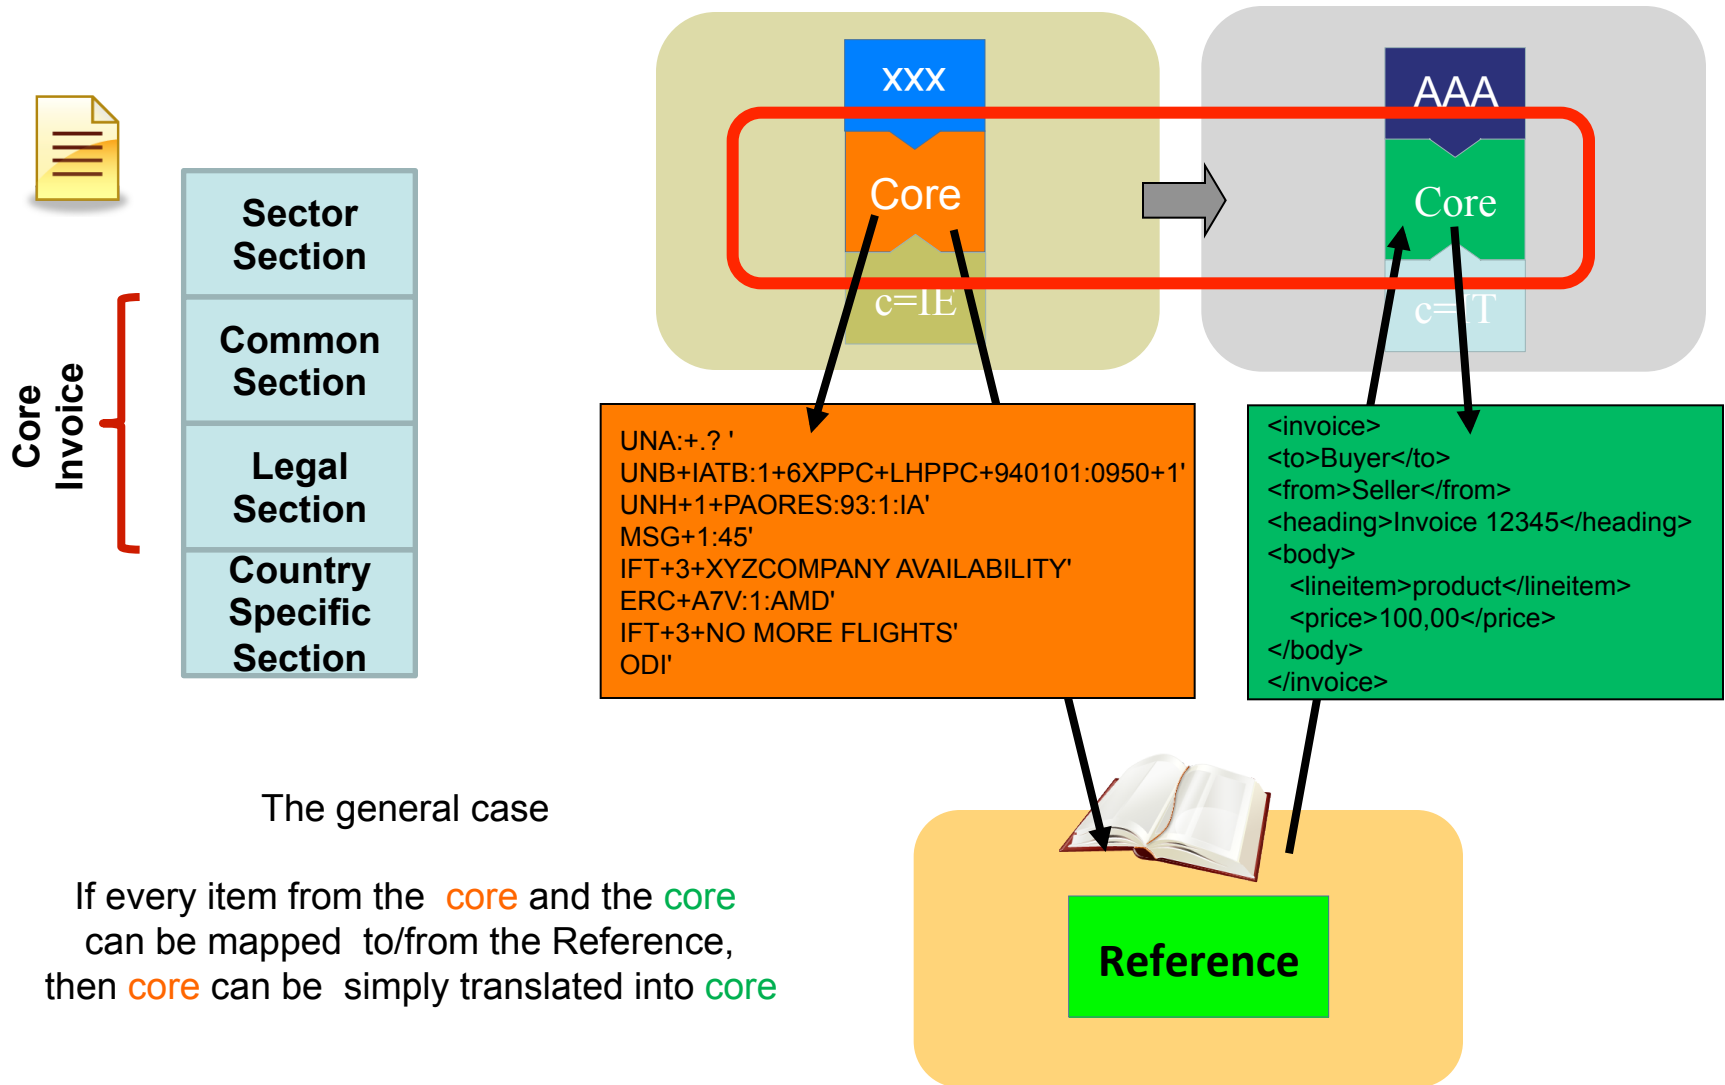 Sector
Section
Common
Section
Legal
Section
Country
Specific
Section
Core
Invoice
xxx
Core
c=IE
AAA
Core
c=IT
UNA:+.? '
UNB+IATB:1+6XPPC+LHPPC+940101:0950+1'
UNH+1+PAORES:93:1:IA'
MSG+1:45'
IFT+3+XYZCOMPANY AVAILABILITY'
ERC+A7V:1:AMD'
IFT+3+NO MORE FLIGHTS'
ODI'
<invoice>
<to>Buyer</to>
<from>Seller</from>
<heading>Invoice 12345</heading>
<body>
<lineitem>product</lineitem>
<price>100,00</price>
</body>
</invoice>
The general case
If every item from the core and the core
can be mapped to/from the Reference,
then core can be simply translated into core
Reference